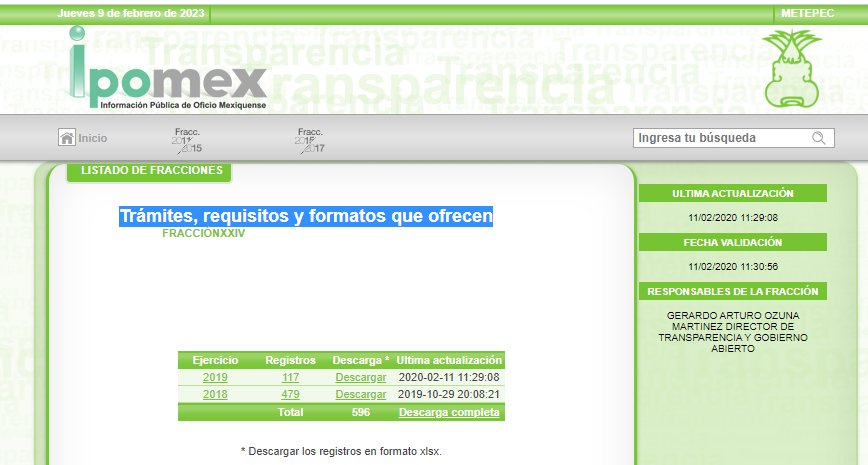 Jueves 9 de febrero de 2023
METEPEC
ipomex
Información Pública de Oficio Mexiquense
Inicio
Fracc.
2014
2015
Fracc.
2015
2017
Ingresa tu búsqueda
LISTADO DE FRACCIONES
Trámites, requisitos y formatos que ofrecen
FRACCIÓNXXIV
Ejercicio Registros Descarga * Ultima actualización
2019 117 Descargar 2020-02-11 11:29:08
2018 479 Descargar 2019-10-29 20:08:21
Total 596 Descarga completa
* Descargar los registros en formato xlsx.
ULTIMA ACTUALIZACIÓN
11/02/2020 11:29:08
FECHA VALIDACIÓN
11/02/2020 11:30:56
RESPONSABLES DE LA FRACCIÓN
GERARDO ARTURO OZUNA
MARTINEZ DIRECTOR DE
TRANSPARENCIA Y GOBIERNO
ABIERTO